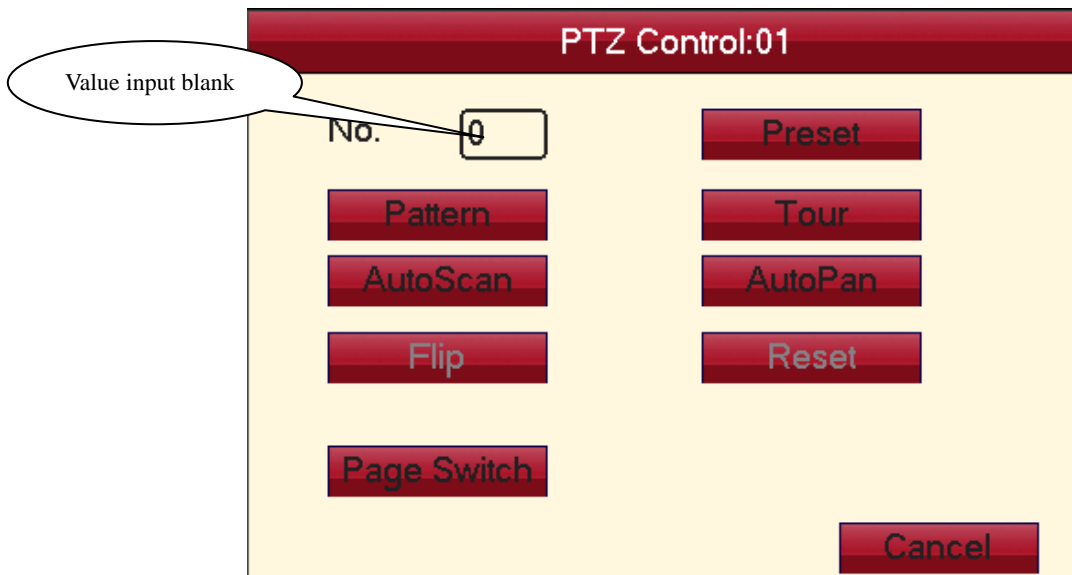 PTZ Control:01
Value input blank
No. 0 Preset
Pattern Tour
AutoScan AutoPan
Flip Reset
Page Switch
Cancel